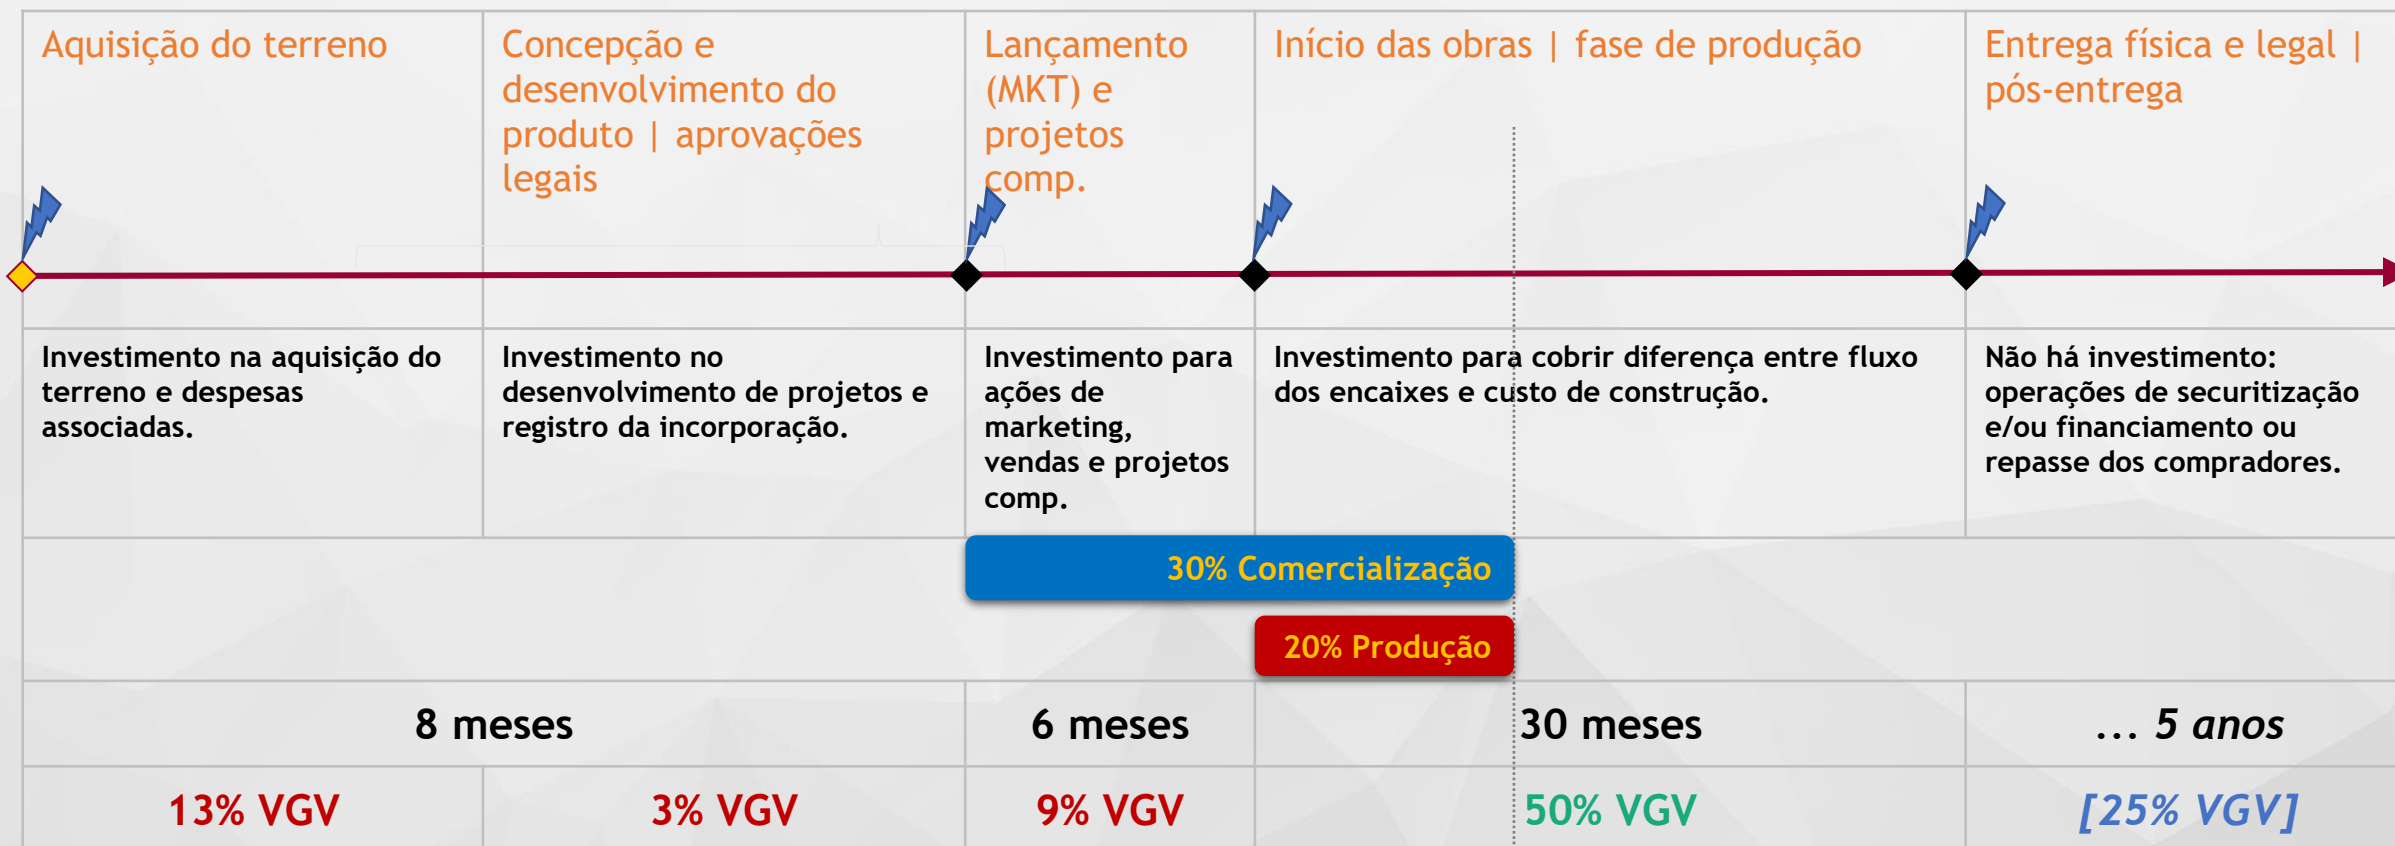 Aquisição do terreno
Concepção e
desenvolvimento do
produto | aprovações
legais
Lançamento
(MKT) e
projetos
comp.
Início das obras | fase de produção
Entrega física e legal |
pós-entrega
Investimento na aquisição do
terreno e despesas
associadas.
Investimento no
desenvolvimento de projetos e
registro da incorporação.
Investimento para
ações de
marketing,
vendas e projetos
comp.
Investimento para cobrir diferença entre fluxo
dos encaixes e custo de construção.
Não há investimento:
operações de securitização
e/ou financiamento ou
repasse dos compradores.
30% Comercialização
20% Produção
8 meses
6 meses
30 meses
... 5 anos
13% VGV
3% VGV
9% VGV
50% VGV
[25% VGV]